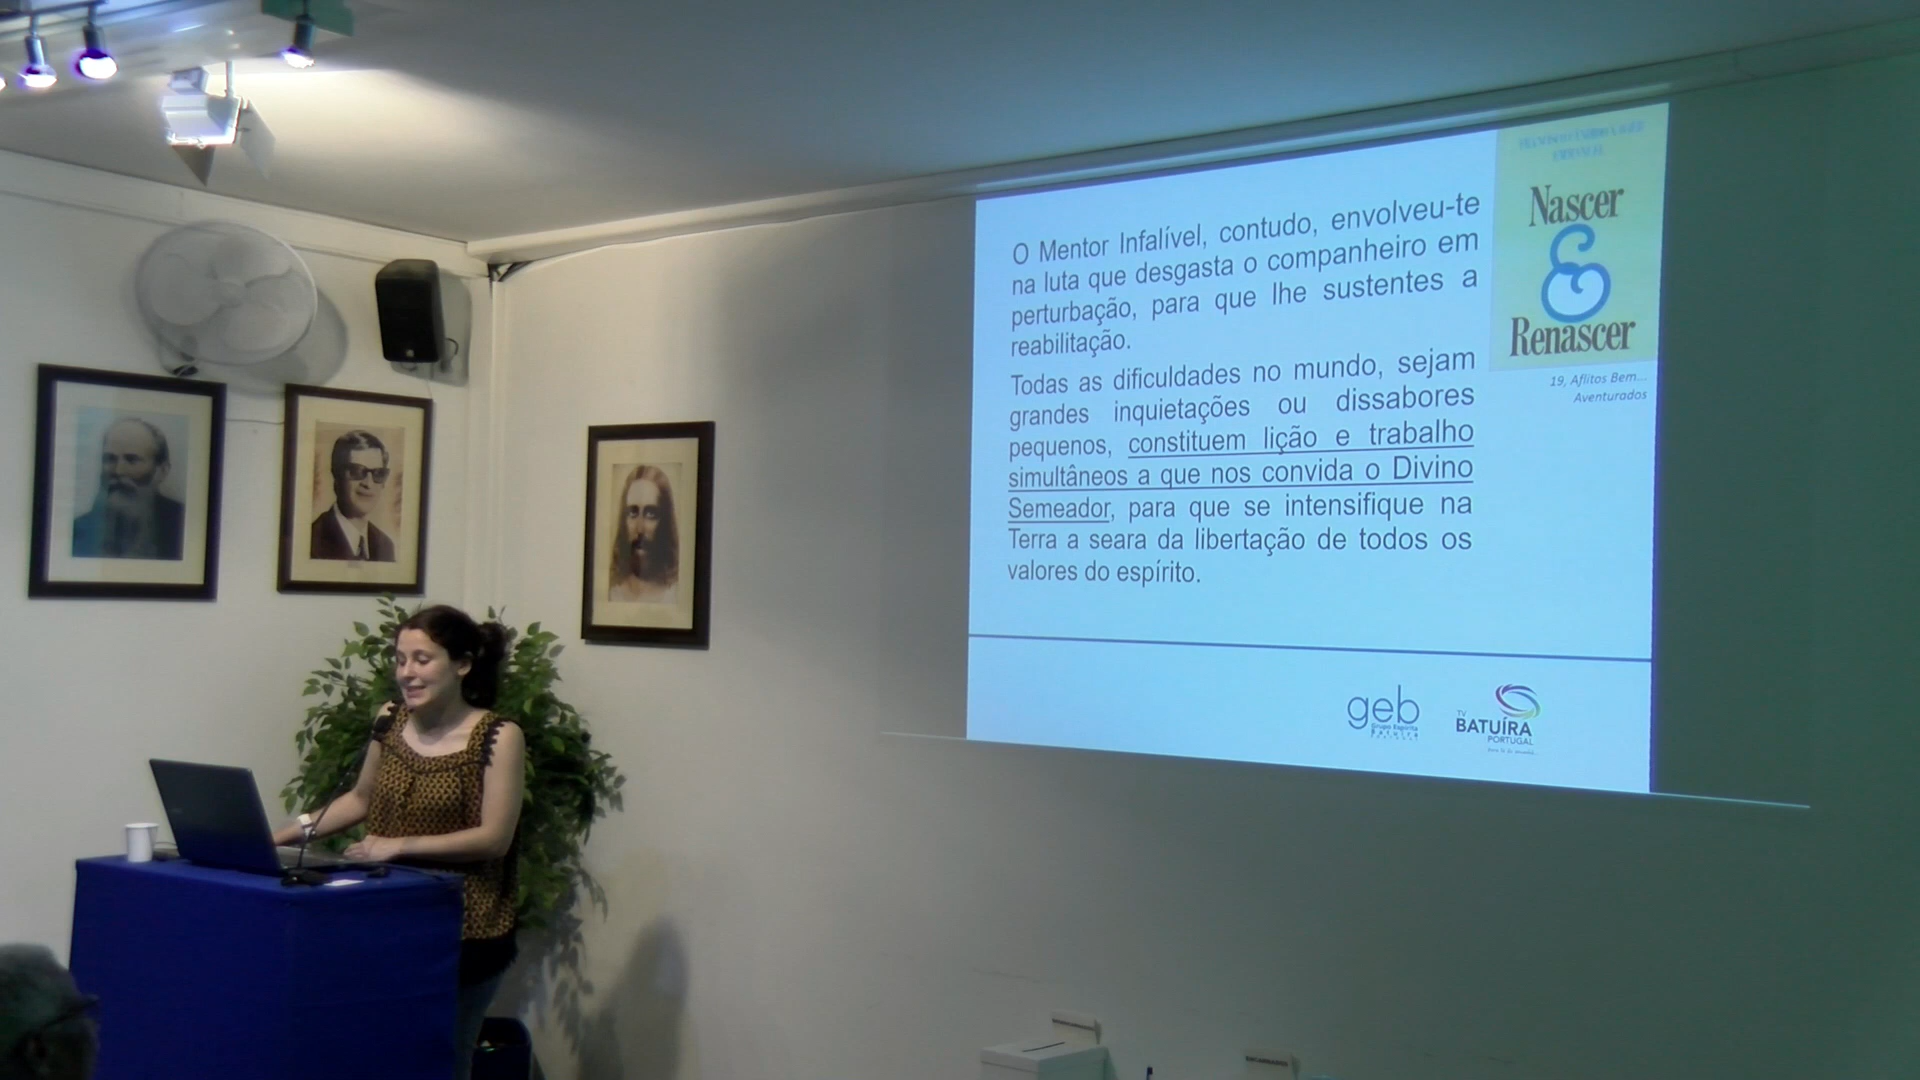 O Mentor Infalível, contudo, envolveu-te
na luta que desgasta o companheiro em
perturbação, para que lhe sustentes a
reabilitação.
Todas as dificuldades no mundo, sejam
grandes inquietações ou dissabores
pequenos, constituem lição e trabalho
simultâneos a que nos convida o Divino
Semeador, para que se intensifique na
Terra a seara da libertação de todos os
valores do espírito.
Nascer
&
Renascer
19, Aflitos Bem...
Aventurados
geb
Grupo Espírita
Batuíra
TV
BATUÍRA
PORTUGAL